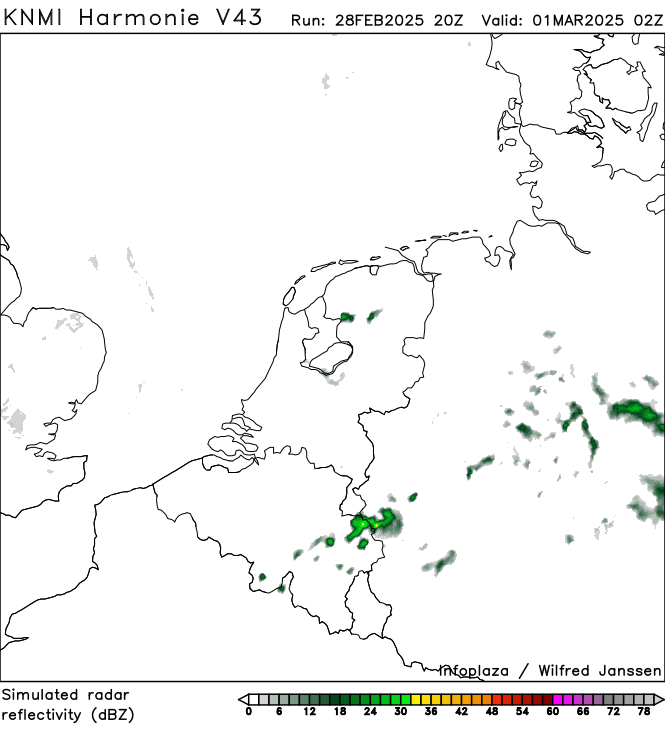 KNMI Harmonie V43 Run: 28FEB2025 20Z Valid: 01MAR2025 02Z
Infoplaza / Wilfred Janssen
Simulated radar
reflectivity (dBZ)
0 6 12 18 24 30 36 42 48 54 60 66 72 78